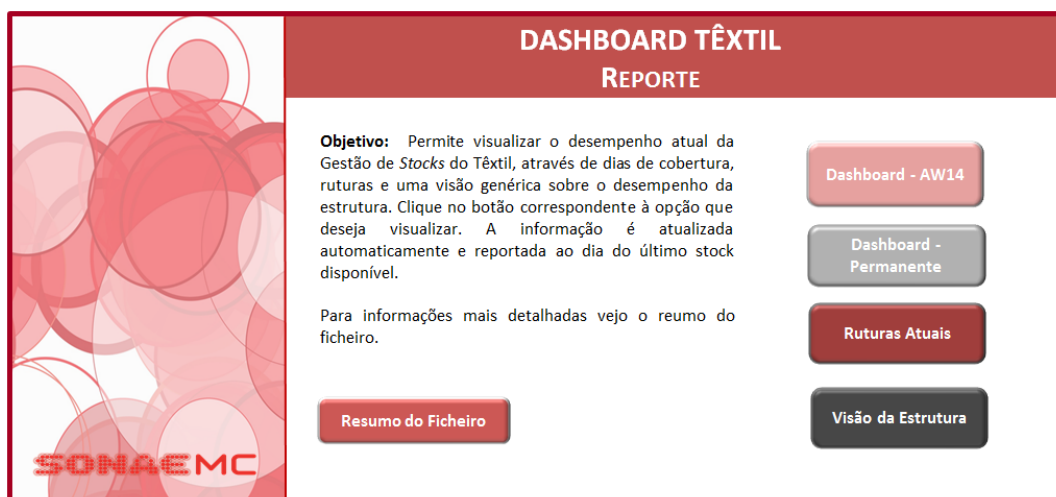 DASHBOARD TÊXTIL
REPORTE
Objetivo: Permite visualizar o desempenho atual da
Gestão de Stocks do Têxtil, através de dias de cobertura,
ruturas e uma visão genérica sobre o desempenho da
estrutura. Clique no botão correspondente à opção que
deseja visualizar. A informação é atualizada
automaticamente e reportada ao dia do último stock
disponível.
Para informações mais detalhadas vejo o reumo do
ficheiro.
Resumo do Ficheiro
Dashboard - AW14
Dashboard -
Permanente
Ruturas Atuais
Visão da Estrutura
SONAEMC